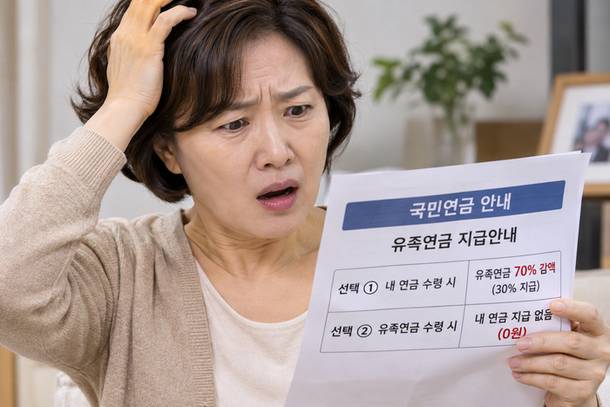 국민연금 안내
유족연금 지급안내
선택 ① 내 연금 수령 시
유족연금 70% 감액
(30% 지급)
선택 ② 유족연금 수령 시
내 연금 지급 없음
(0원)